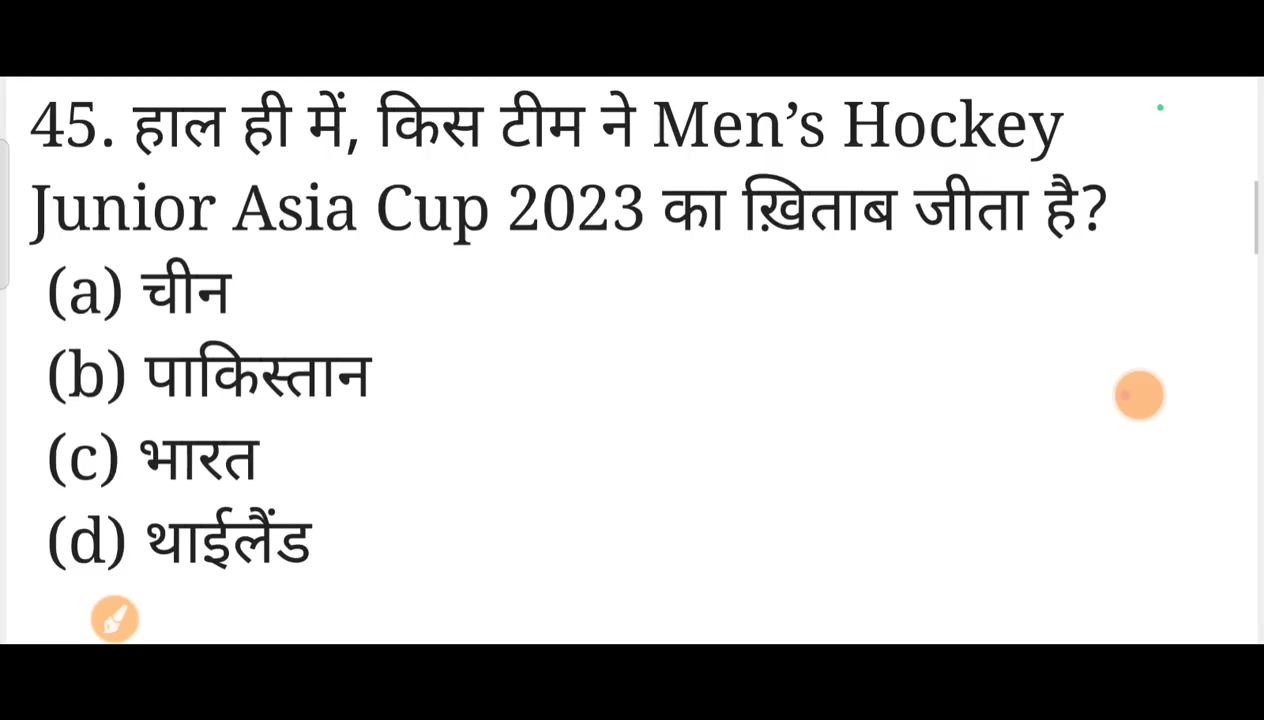 45. हाल ही में, किस टीम ने Men’s Hockey
Junior Asia Cup 2023 का ख़िताब जीता है?
(a) चीन
(b) पाकिस्तान
(c) भारत
(d) थाईलैंड